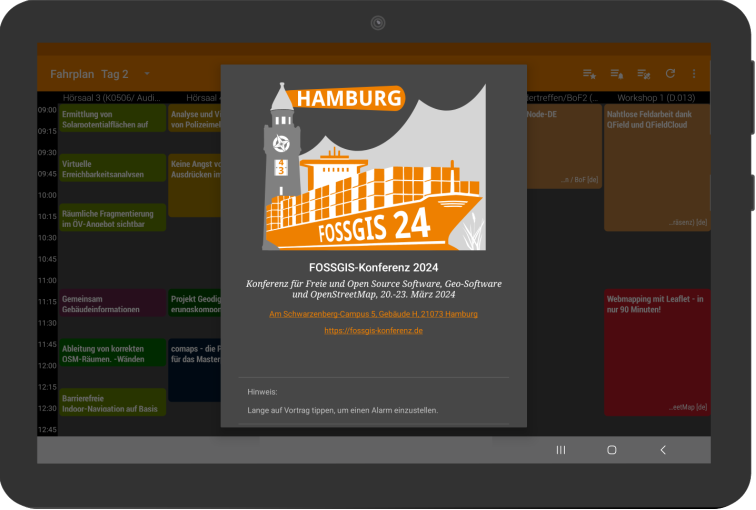 Fahrplan Tag 2
Hörsaal 3 (K0506/ Audi...
Hörsaal
...tertreffen/BoF2 (...
Workshop 1 (D.013)
09:00
09:15
09:30
09:45
10:00
10:15
10:30
10:45
11:00
11:15
11:30
11:45
12:00
12:15
12:30
12:45
Ermittlung von
Solarpotentialflächen auf
Virtuelle
Erreichbarkeitsanalysen
Räumliche Fragmentierung
im ÖV-Angebot sichtbar
Gemeinsam
Gebäudeinformationen
Ableitung von korrekten
OSM-Räumen, -Wänden
Barrierefreie
Indoor-Navigation auf Basis
Analyse und Vi
von Polizeimel
Keine Angst vo
Ausdrücken im
Projekt Geodig
comaps - die F
für das Master
HAMBURG
4
3
FOSSGIS 24
FOSSGIS-Konferenz 2024
Konferenz für Freie und Open Source Software, Geo-Software
und OpenStreetMap, 20.-23. März 2024
Am Schwarzenberg-Campus 5, Gebäude H, 21073 Hamburg
https://fossgis-konferenz.de
Hinweis:
Lange auf Vortrag tippen, um einen Alarm einzustellen.
Node-DE
...n / BoF [de]
Nahtlose Feldarbeit dank
QField und QFieldCloud
...räsenz) [de]
Webmapping mit Leaflet - in
nur 90 Minuten!
...eetMap [de]